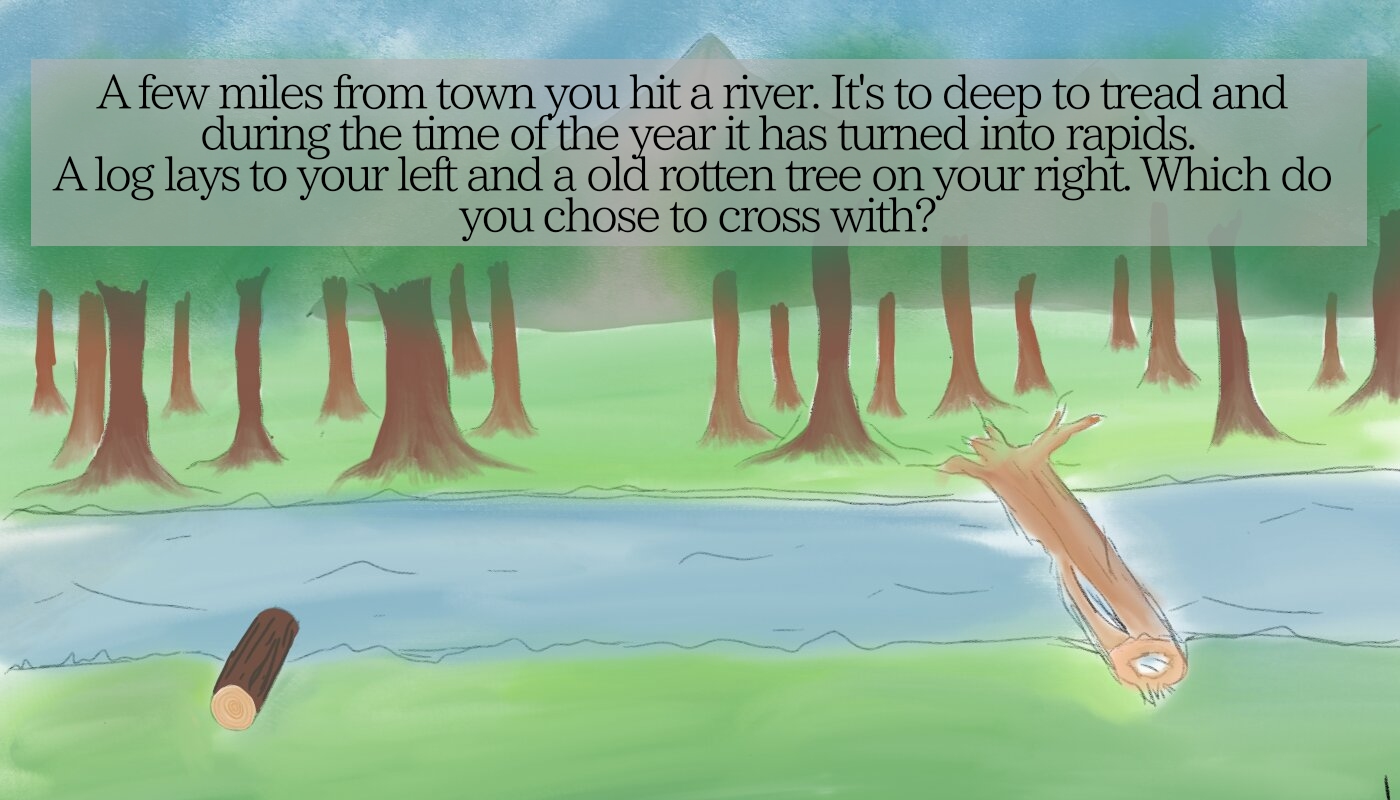 A few miles from town you hit a river. It's to deep to tread and
during the time of the year it has turned into rapids.
A log lays to your left and a old rotten tree on your right. Which do
you chose to cross with?